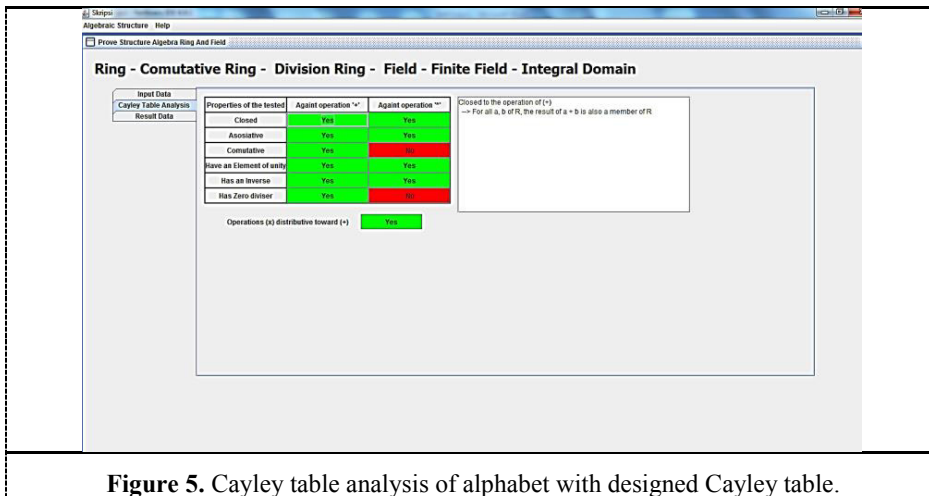 Skripsi
Algebraic Structure Help
Prove Structure Algebra Ring And Field
Ring - Comutative Ring - Division Ring - Field - Finite Field - Integral Domain
Input Data
Cayley Table Analysis
Result Data
Properties of the tested Againt operation '+' Againt operation '*'
Closed Yes Yes
Asosiative Yes Yes
Comutative Yes No
Have an Element of unity Yes Yes
Has an Inverse Yes Yes
Has Zero diviser Yes No
Operations (x) distributive toward (+) Yes
Closed to the operation of (+)
--> For all a, b of R, the result of a + b is also a member of R
Figure 5. Cayley table analysis of alphabet with designed Cayley table.